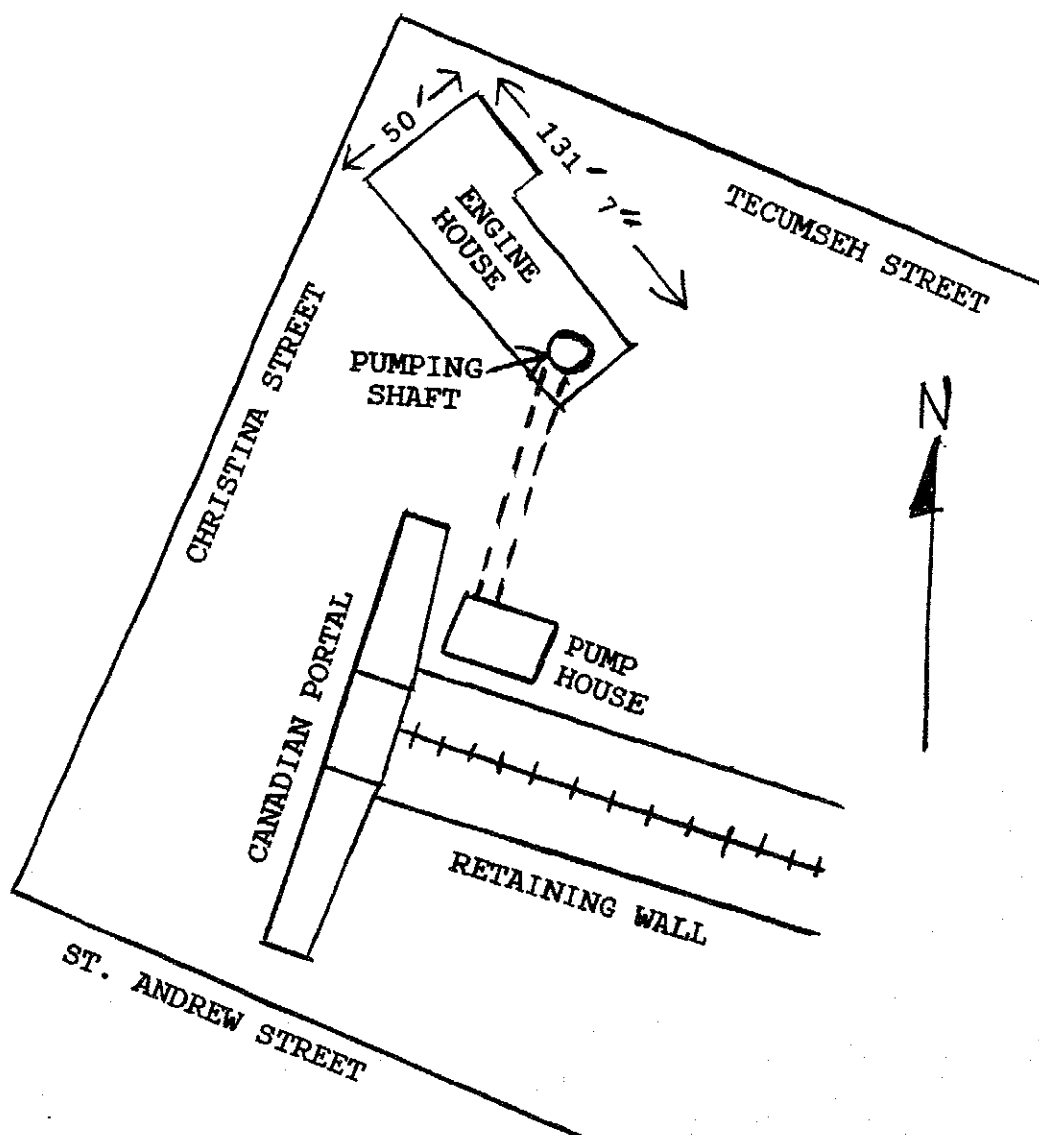 50'
131' 7"
TECUMSEH STREET
ENGINE
HOUSE
PUMPING
SHAFT
CHRISTINA STREET
N
CANADIAN PORTAL
PUMP
HOUSE
RETAINING WALL
ST. ANDREW STREET